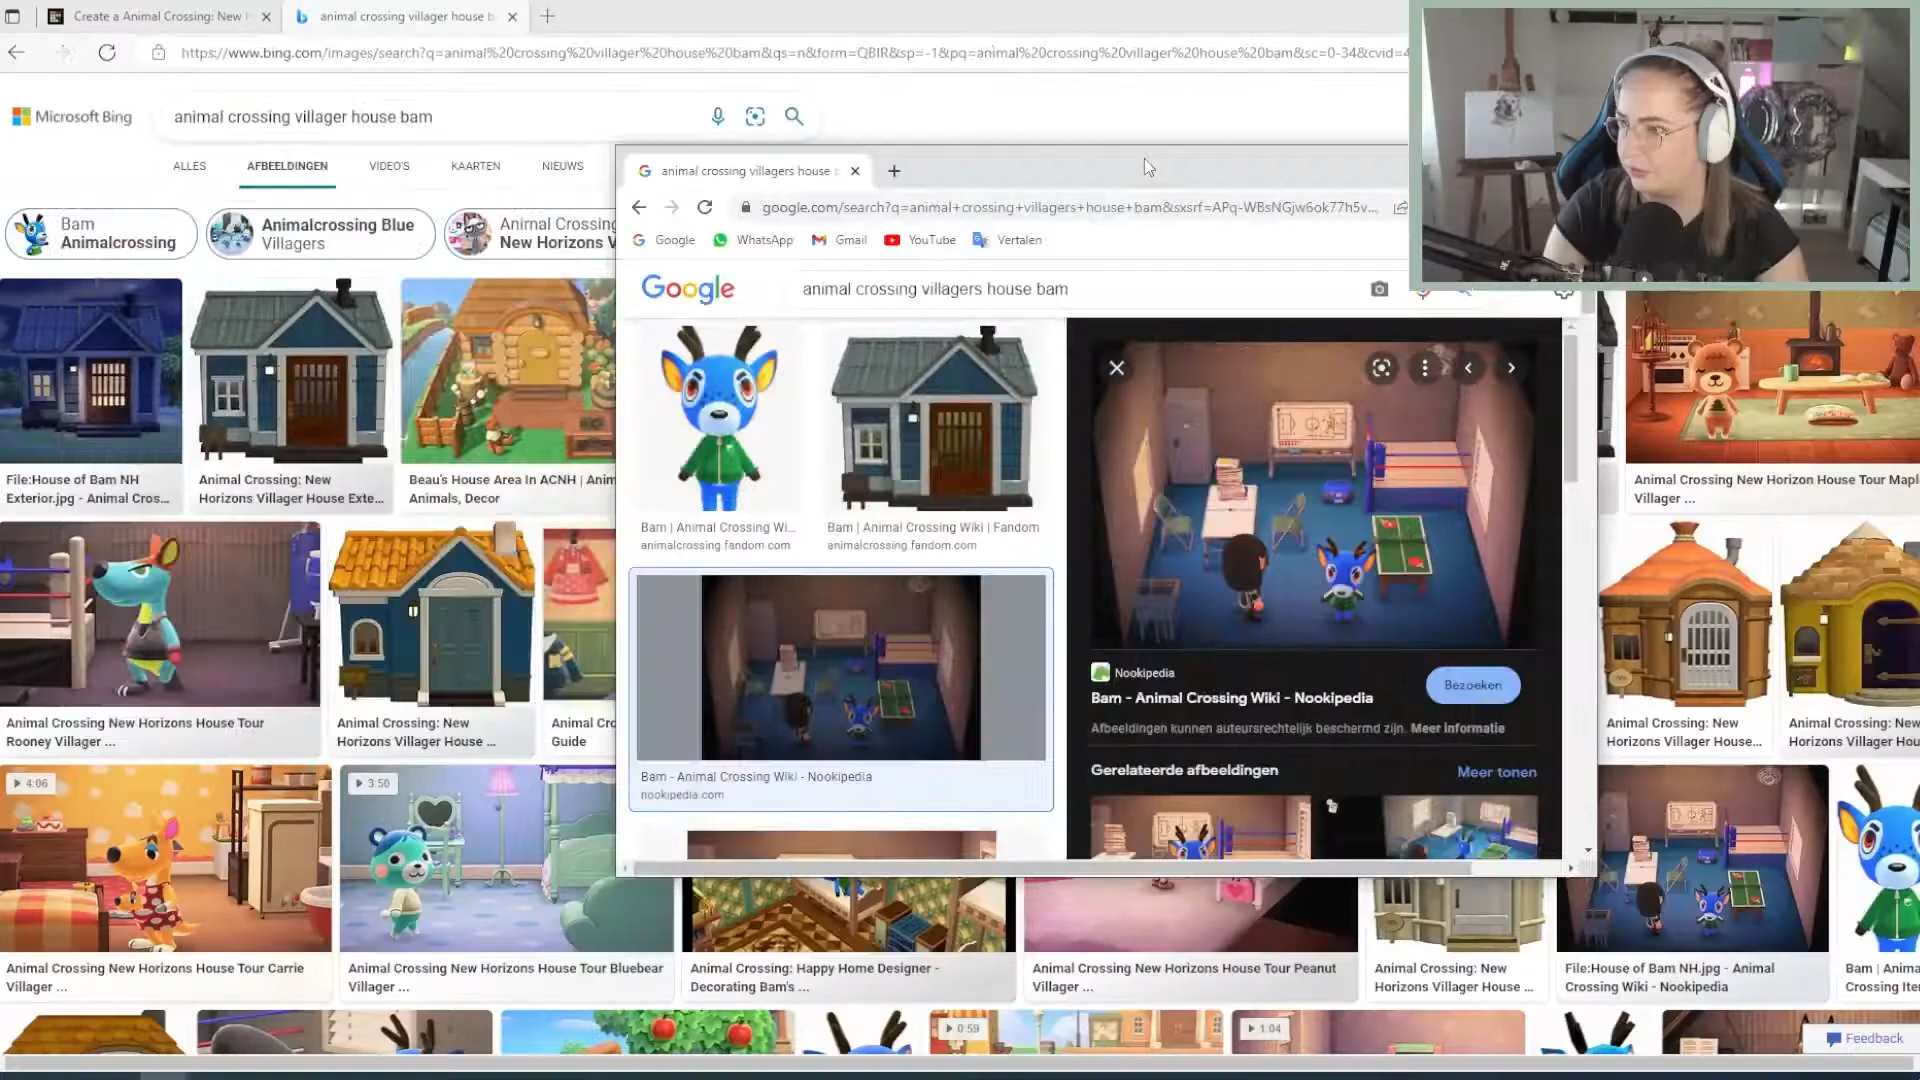 Create a Animal Crossing: New
animal crossing villager house b
https://www.bing.com/images/search?q=animal%20crossing%20villager%20house%20bam&qs=n&form=QBIR&sp=-1&pq=animal%20crossing%20villager%20house%20bam&sc=0-34&cvid=4
Microsoft Bing
animal crossing villager house bam
ALLES
AFBEELDINGEN
VIDEO'S
KAARTEN
NIEUWS
Bam
Animalcrossing
Animalcrossing Blue
Villagers
Animal Crossing
New Horizons V
animal crossing villagers house
google.com/search?q=animal+crossing+villagers+house+bam&sxsrf=APq-WBsNGjw6ok77h5v...
Google
WhatsApp
Gmail
YouTube
Vertalen
Google
animal crossing villagers house bam
Bam | Animal Crossing Wi...
animalcrossing.fandom.com
Bam | Animal Crossing Wiki | Fandom
animalcrossing.fandom.com
Bam - Animal Crossing Wiki - Nookipedia
nookipedia.com
Nookipedia
Bam - Animal Crossing Wiki - Nookipedia
Bezoeken
Afbeeldingen kunnen auteursrechtelijk beschermd zijn. Meer informatie
Gerelateerde afbeeldingen
Meer tonen
File:House of Bam NH
Exterior.jpg - Animal Cros...
Animal Crossing: New
Horizons Villager House Exte...
Beau's House Area In ACNH | Anim
Animals, Decor
Animal Crossing New Horizon House Tour Maple
Villager ...
Animal Crossing New Horizons House Tour
Rooney Villager ...
Animal Crossing: New
Horizons Villager House ...
Animal Cro
Guide
Animal Crossing: New
Horizons Villager House...
Animal Crossing: New
Horizons Villager House...
4:06
3:50
Animal Crossing New Horizons House Tour Carrie
Villager ...
Animal Crossing New Horizons House Tour Bluebear
Villager ...
Animal Crossing: Happy Home Designer -
Decorating Bam's ...
Animal Crossing New Horizons House Tour Peanut
Villager ...
Animal Crossing: New
Horizons Villager House ...
File:House of Bam NH.jpg - Animal
Crossing Wiki - Nookipedia
Bam | Anima
Crossing Iter
0:59
1:04
Feedback